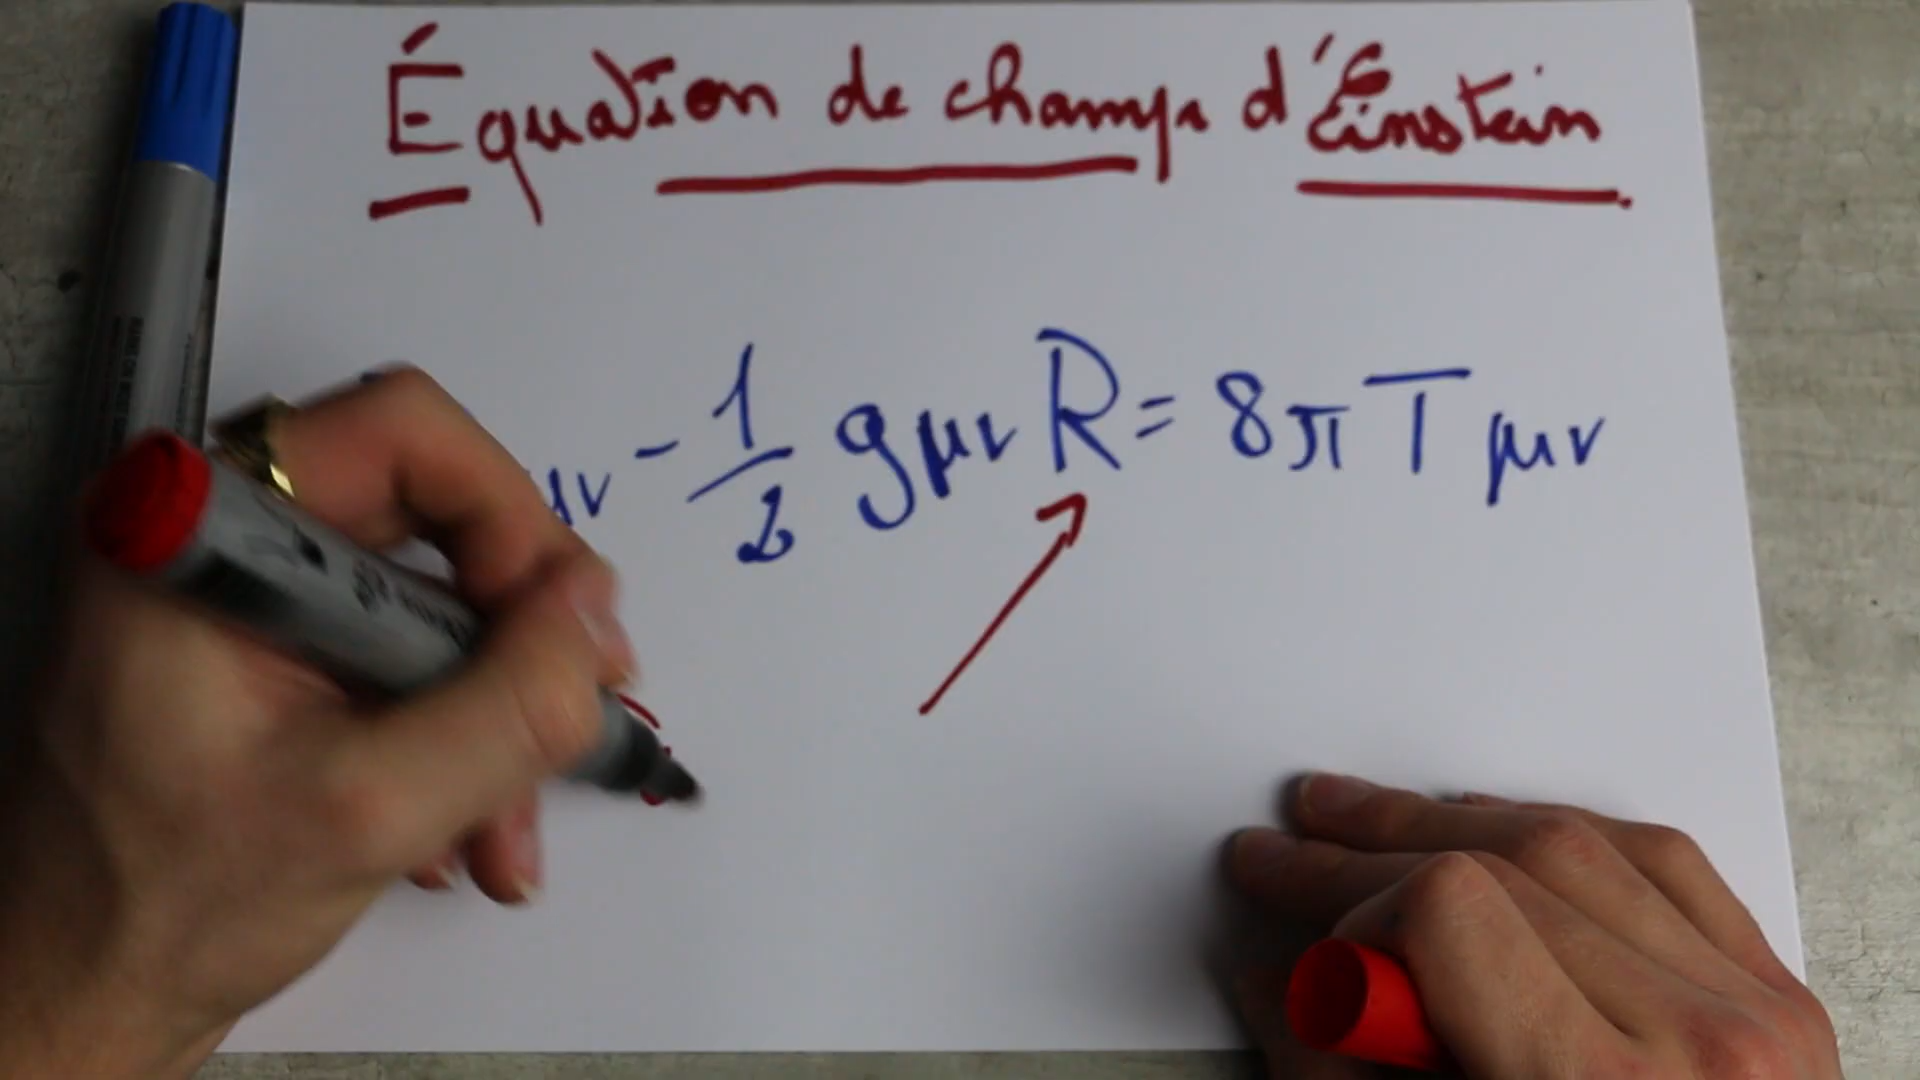 Équation de champs d'Einstein
μν - 1/2 gμν R = 8π Tμν